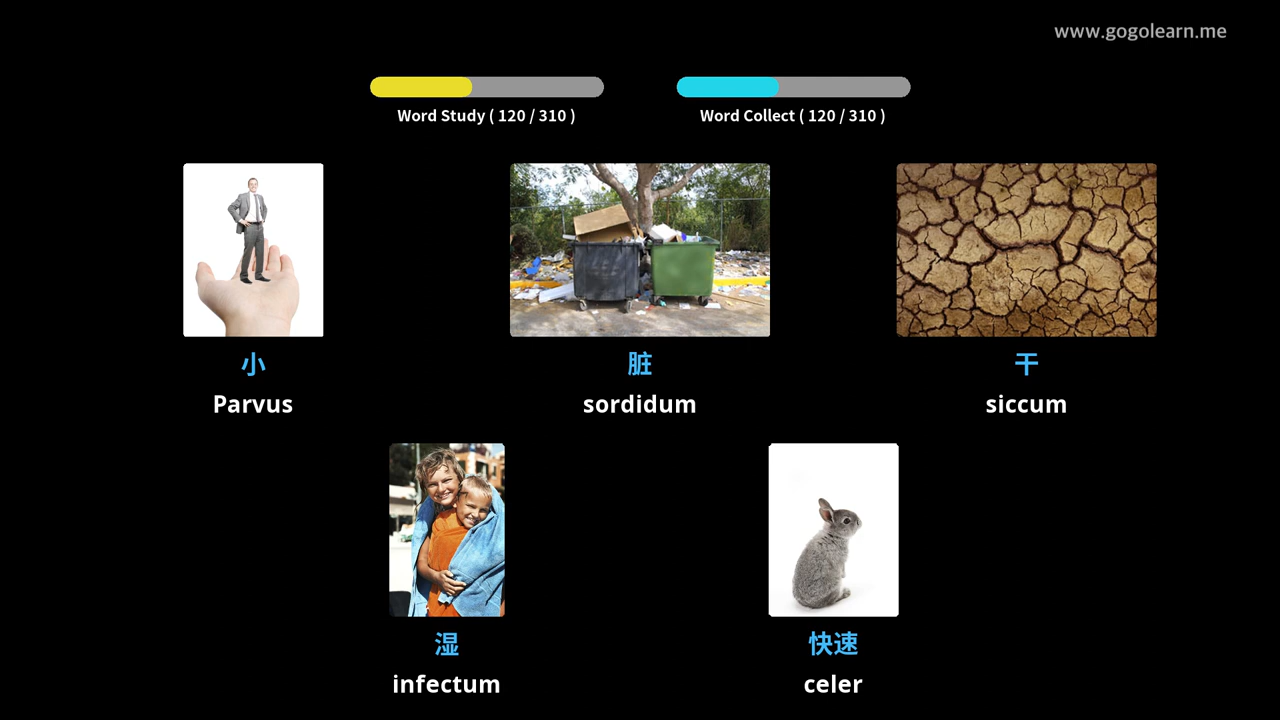 www.gogolearn.me
Word Study ( 120 / 310 )
Word Collect ( 120 / 310 )
小
Parvus
脏
sordidum
干
siccum
湿
infectum
快速
celer